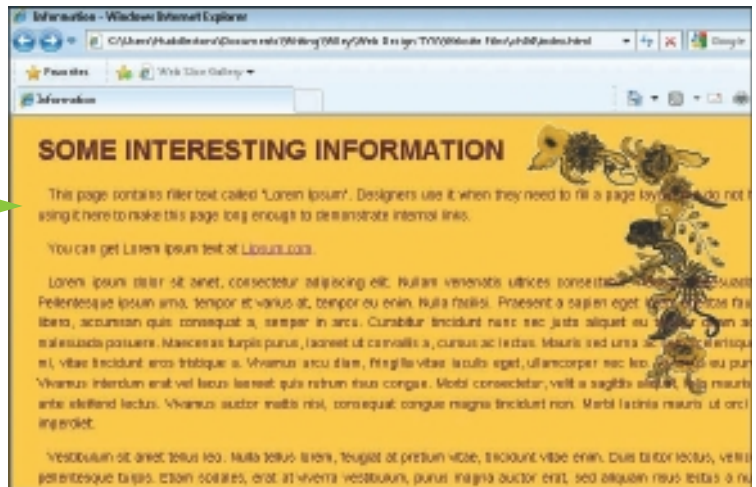 Information - Windows Internet Explorer
Google
Favorites Web Slice Gallery
Information
SOME INTERESTING INFORMATION
This page contains filler text called "Lorem Ipsum". Designers use it when they need to fill a page do not
using it here to make this page long enough to demonstrate internal links.
You can get Lorem Ipsum text at Lipsum.com.
Lorem ipsum dolor sit amet, consectetur adipiscing elit. Nullam venenatis ultrices
Pellentesque ipsum urna, tempor et varius at, tempor eu enim. Nulla facilisi. Praesent a sapien eget
libero, accumsan quis consequat a, semper in arcu. Curabitur tincidunt nunc nec justo aliquet eu
malesuada posuere. Maecenas turpis purus, laoreet ut convallis a, cursus ac lectus. Mauris sed urna
mi, vitae tincidunt eros tristique a. Vivamus arcu diam, fringilla vitae iaculis eget, ullamcorper nec leo.
Vivamus interdum erat vel lacus laoreet quis rutrum risus congue. Morbi consectetur, velit a sagittis
ante eleifend lectus. Vivamus auctor mattis nisi, consequat congue magna tincidunt non. Morbi lacinia mauris ut orci
imperdiet.
Vestibulum sit amet tellus leo. Nulla tellus lorem, feugiat at pretium vitae, tincidunt vitae enim. Duis tortor lectus,
pellentesque turpis. Etiam sodales, erat at viverra vestibulum, purus magna auctor erat, sed aliquam risus lectus a